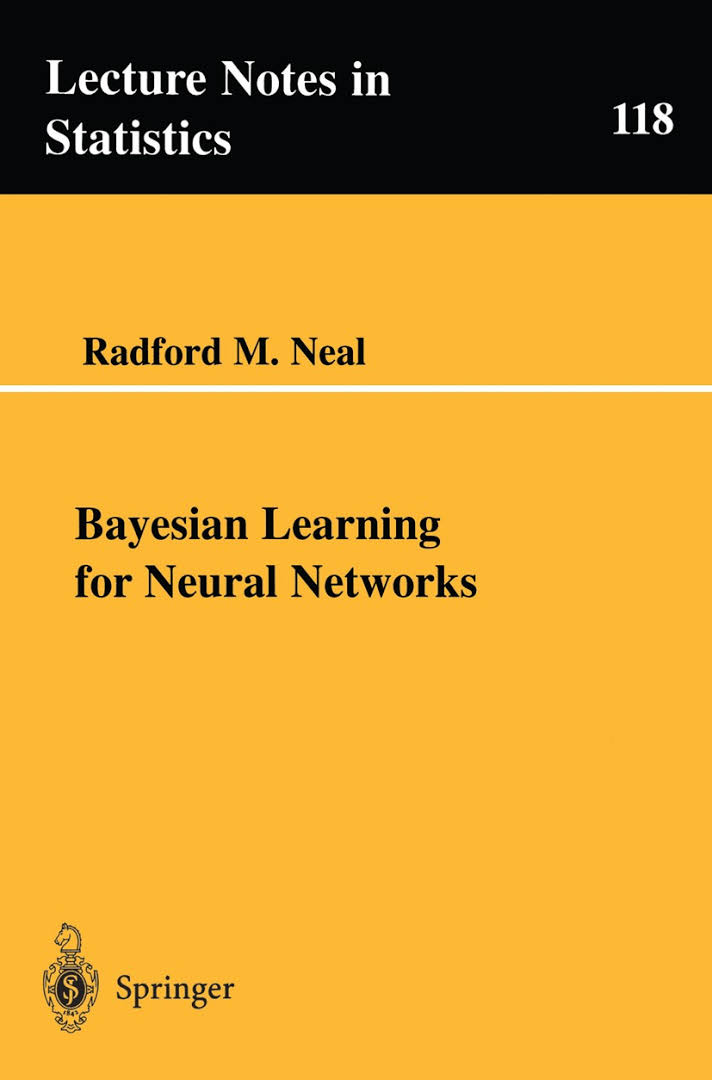 Lecture Notes in
Statistics
118
Radford M. Neal
Bayesian Learning
for Neural Networks
Springer